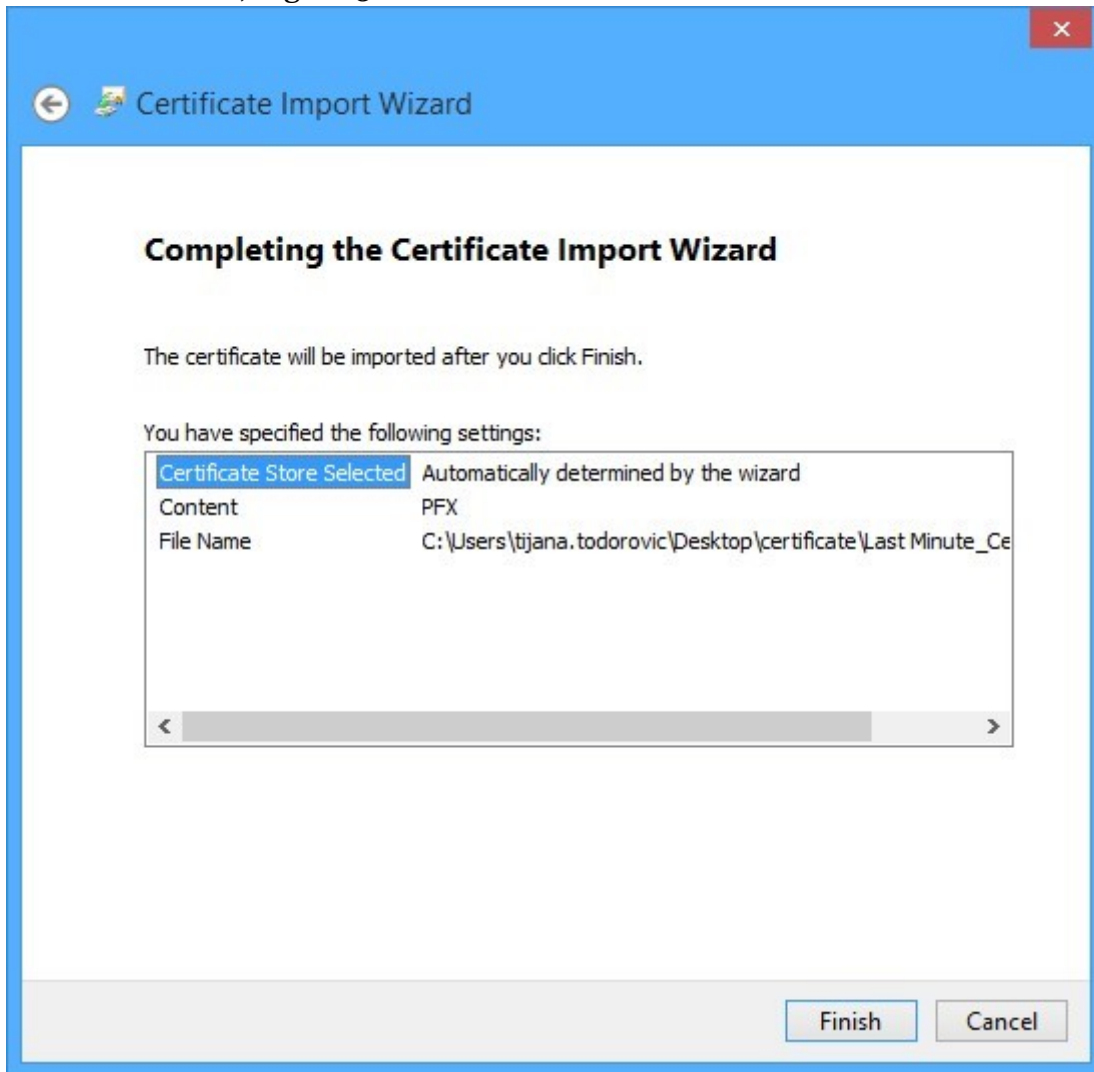 Certificate Import Wizard
Completing the Certificate Import Wizard
The certificate will be imported after you click Finish.
You have specified the following settings:
Certificate Store Selected Automatically determined by the wizard
Content PFX
File Name C:\Users\tijana.todorovic\Desktop\certificate\Last Minute_Ce
Finish Cancel